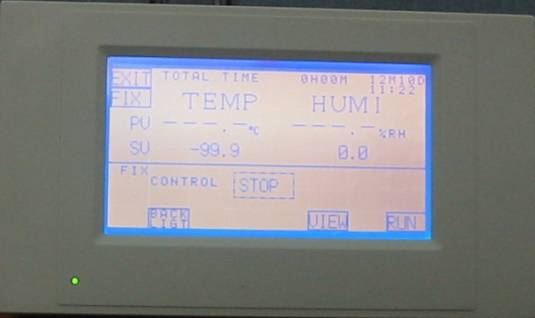 EXIT TOTAL TIME 0H00M 12M10D
11:22
FIX TEMP HUMI
PV ---.-℃ ---.-%RH
SV -99.9 0.0
FIX CONTROL STOP
BACK LIGT VIEW RUN